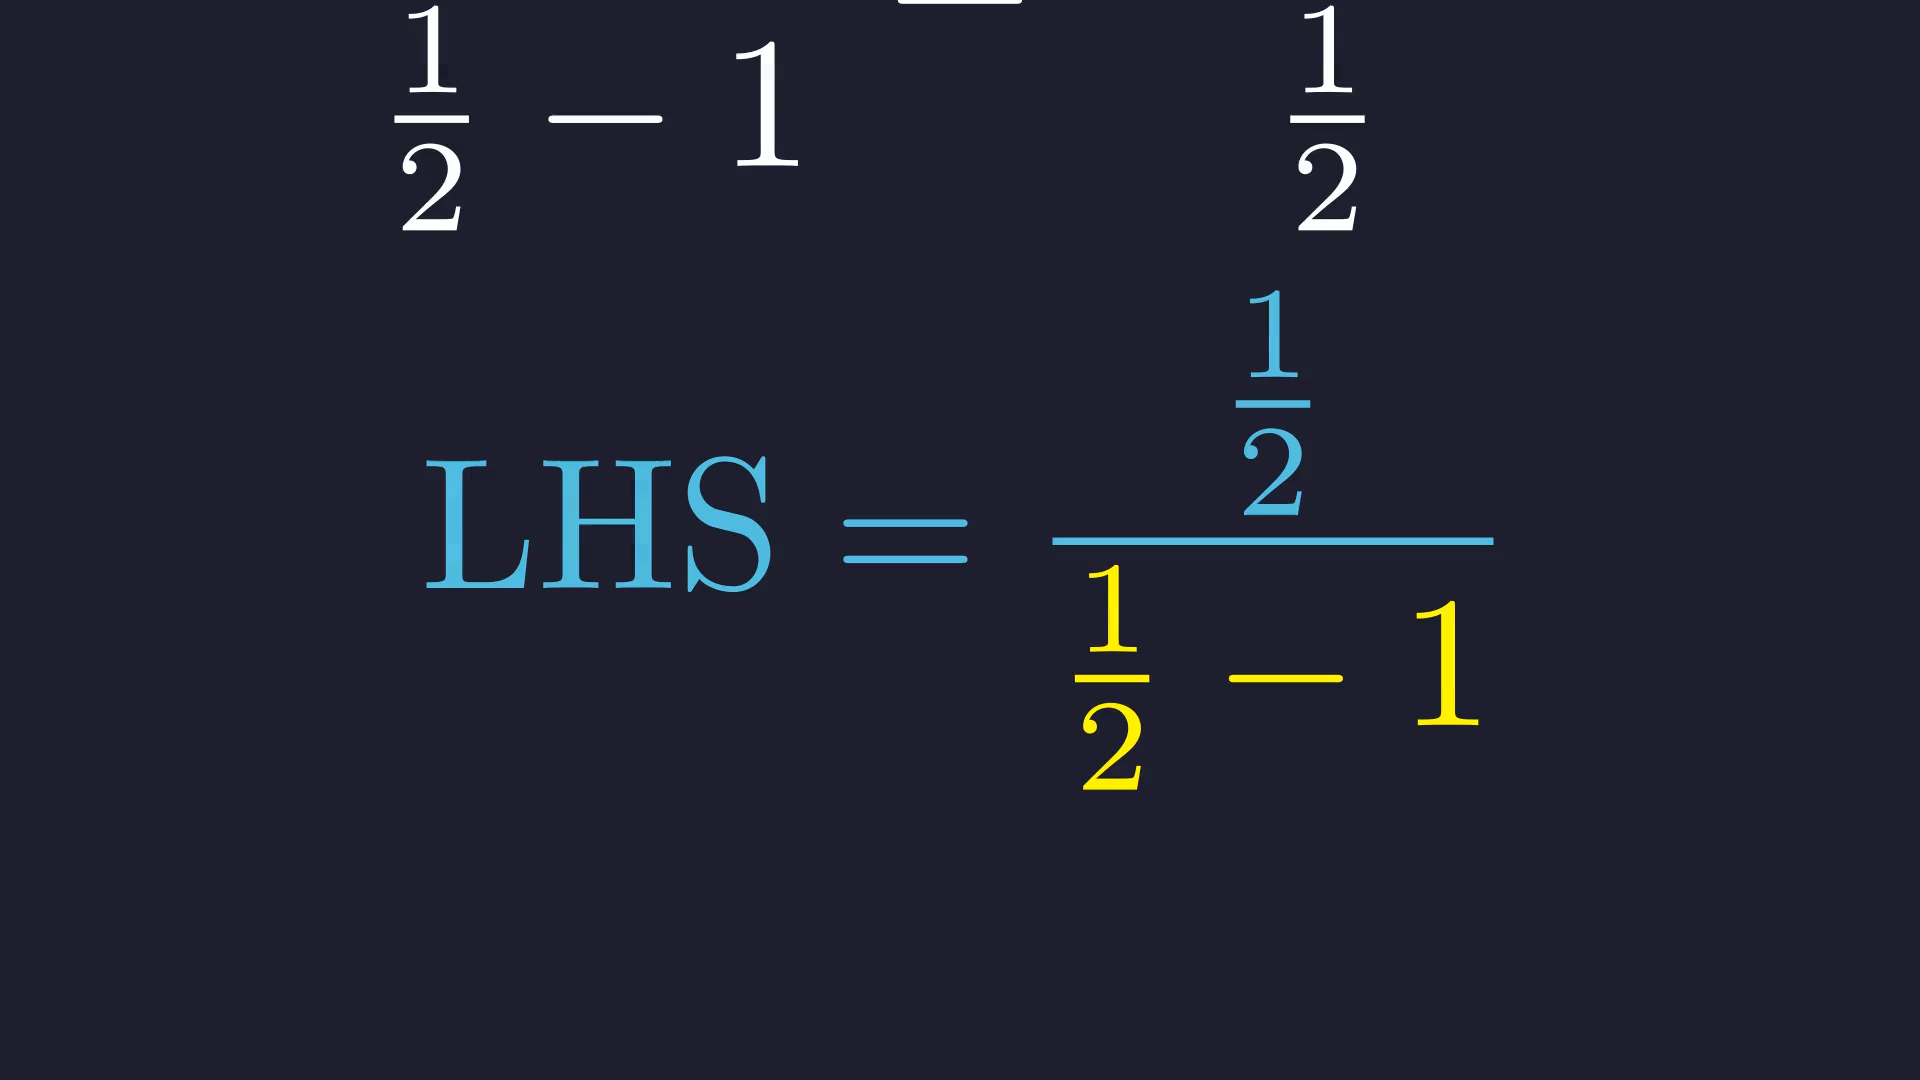 1/2 − 1 = 1/2
LHS = (1/2)/(1/2 − 1)